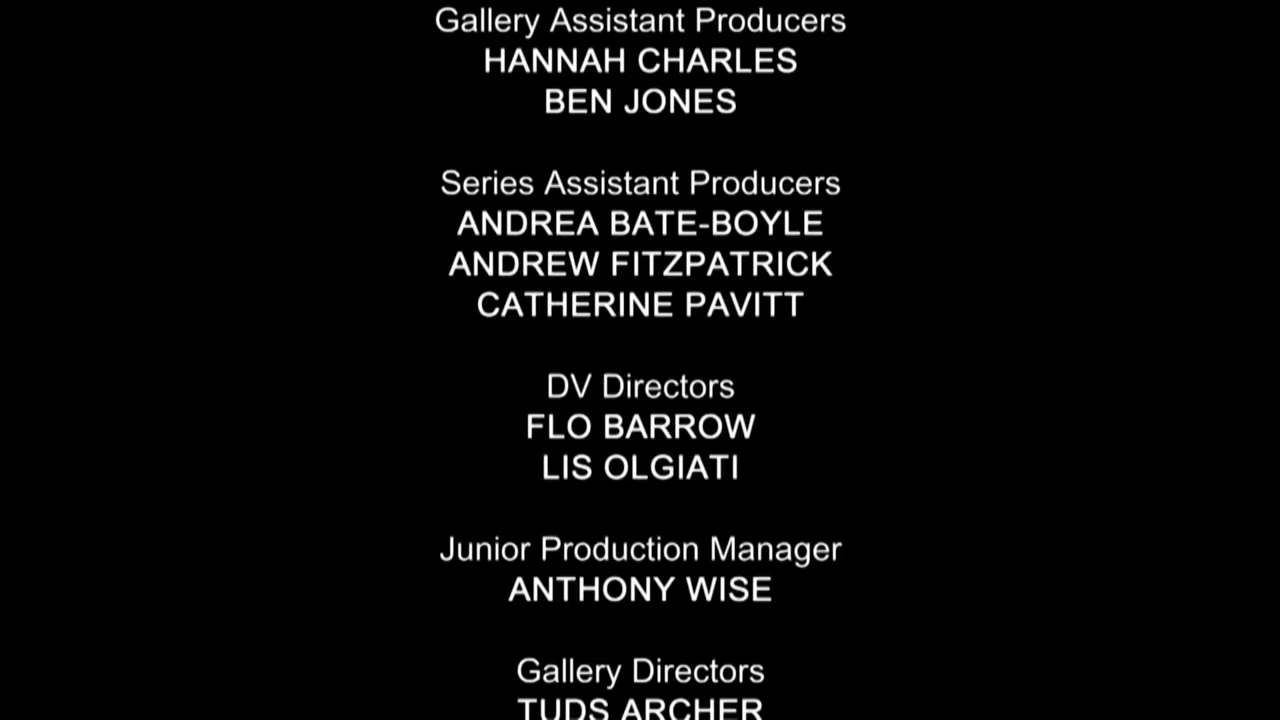 Gallery Assistant Producers
HANNAH CHARLES
BEN JONES
Series Assistant Producers
ANDREA BATE-BOYLE
ANDREW FITZPATRICK
CATHERINE PAVITT
DV Directors
FLO BARROW
LIS OLGIATI
Junior Production Manager
ANTHONY WISE
Gallery Directors
TUDS ARCHER